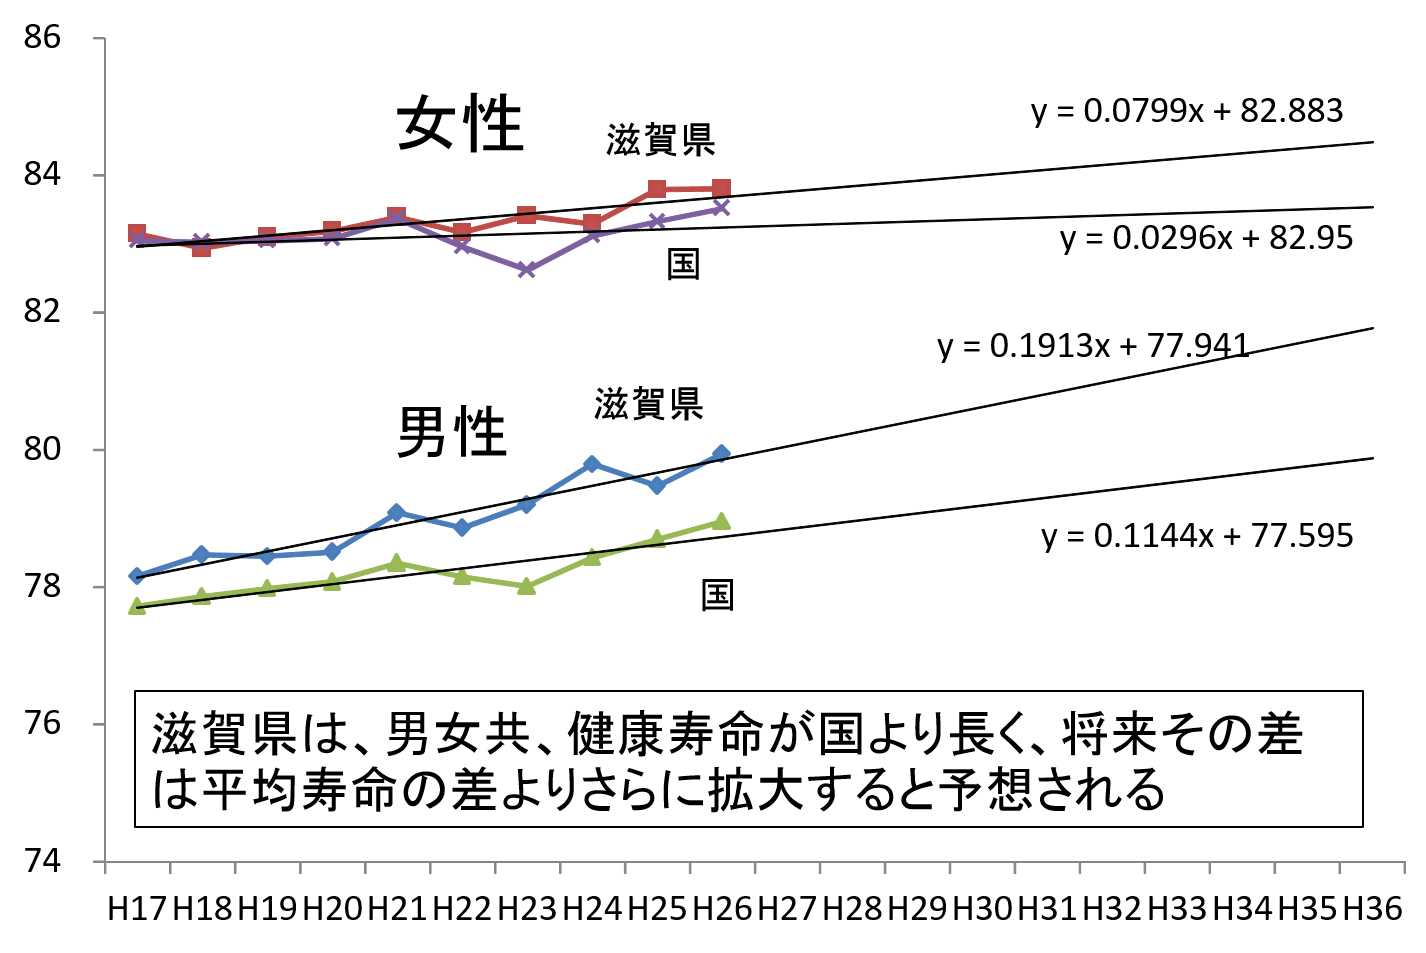 86
84
82
80
78
76
74
女性
滋賀県
y = 0.0799x + 82.883
国
y = 0.0296x + 82.95
男性
滋賀県
y = 0.1913x + 77.941
国
y = 0.1144x + 77.595
滋賀県は、男女共、健康寿命が国より長く、将来その差
は平均寿命の差よりさらに拡大すると予想される
H17 H18 H19 H20 H21 H22 H23 H24 H25 H26 H27 H28 H29 H30 H31 H32 H33 H34 H35 H36